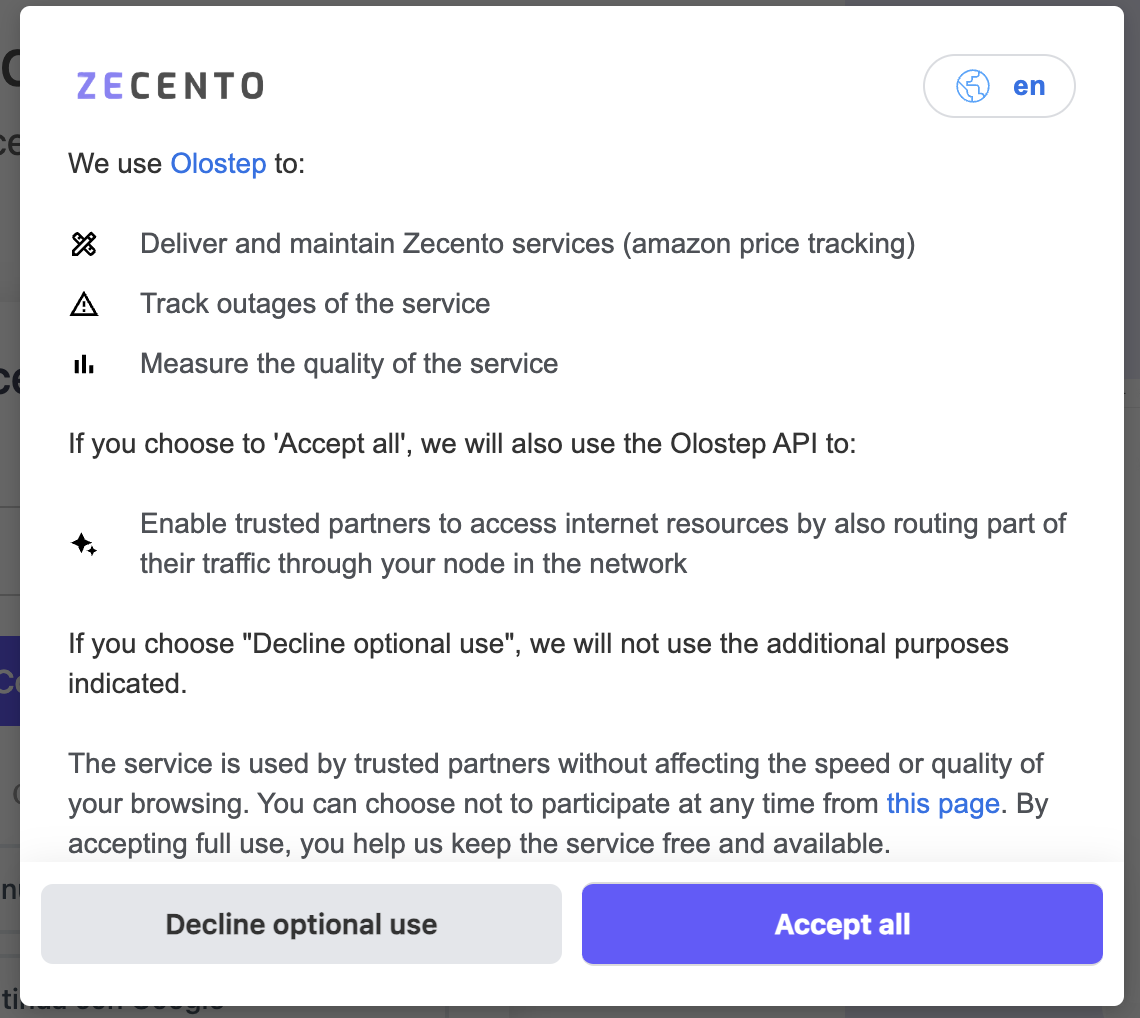 ZECENTO
en
We use Olostep to:
Deliver and maintain Zecento services (amazon price tracking)
Track outages of the service
Measure the quality of the service
If you choose to 'Accept all', we will also use the Olostep API to:
Enable trusted partners to access internet resources by also routing part of
their traffic through your node in the network
If you choose "Decline optional use", we will not use the additional purposes
indicated.
The service is used by trusted partners without affecting the speed or quality of
your browsing. You can choose not to participate at any time from this page. By
accepting full use, you help us keep the service free and available.
Decline optional use
Accept all